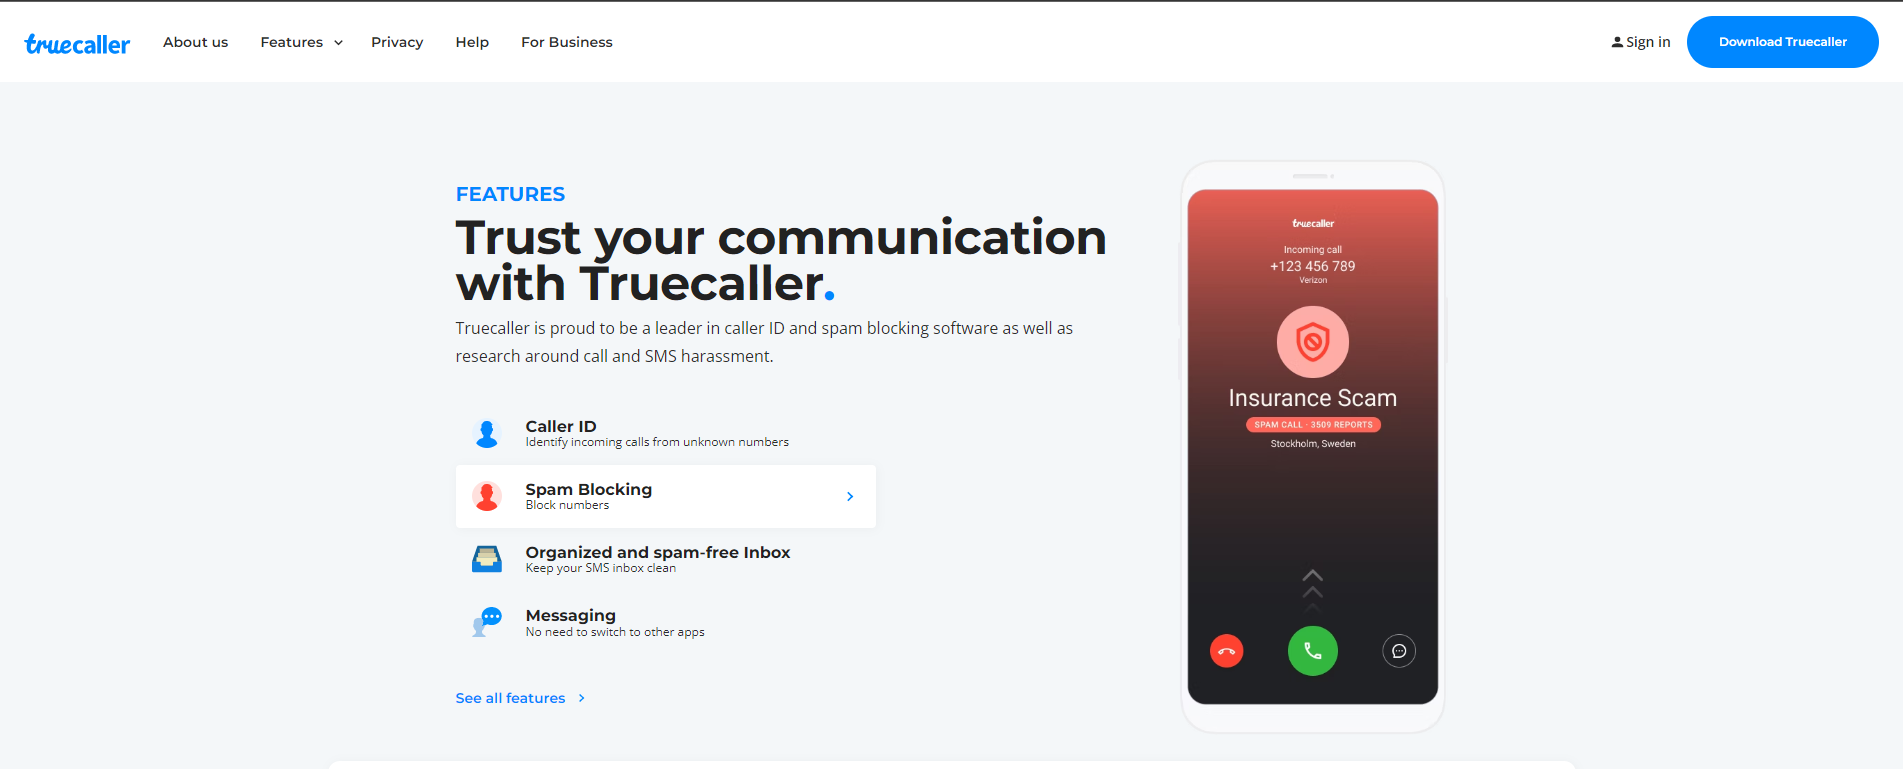 truecaller
About us
Features
Privacy
Help
For Business
Sign in
Download Truecaller
FEATURES
Trust your communication
with Truecaller.
Truecaller is proud to be a leader in caller ID and spam blocking software as well as
research around call and SMS harassment.
Caller ID
Identify incoming calls from unknown numbers
Spam Blocking
Block numbers
Organized and spam-free Inbox
Keep your SMS inbox clean
Messaging
No need to switch to other apps
See all features
truecaller
Incoming call
+123 456 789
Verizon
Insurance Scam
SPAM CALL - 3509 REPORTS
Stockholm, Sweden